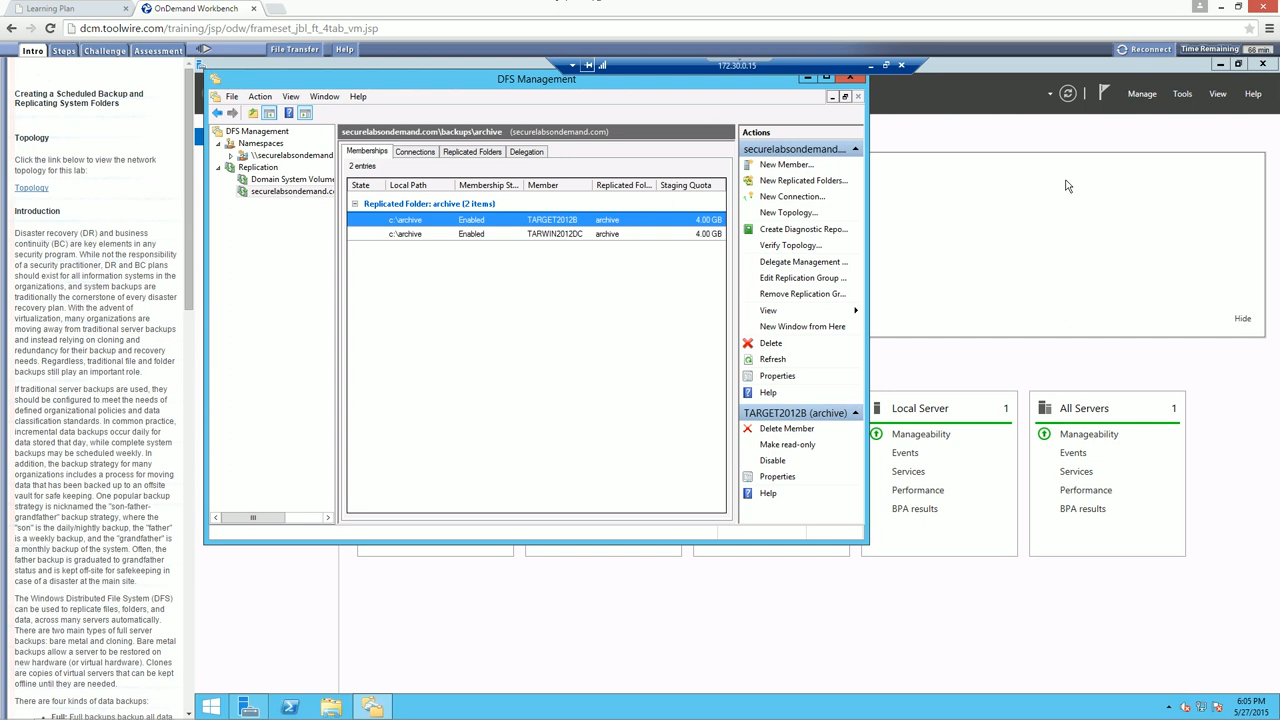 Learning Plan
OnDemand Workbench
dcm.toolwire.com/training/jsp/odw/frameset_jbl_ft_4tab_vm.jsp
Intro
Steps
Challenge
Assessment
File Transfer
Help
Reconnect
Time Remaining
66 min
Creating a Scheduled Backup and
Replicating System Folders
Topology
Click the link below to view the network
topology for this lab:
Topology
Introduction
Disaster recovery (DR) and business
continuity (BC) are key elements in any
security program. While not the responsibility
of a security practitioner, DR and BC plans
should exist for all information systems in the
organizations, and system backups are
traditionally the cornerstone of every disaster
recovery plan. With the advent of
virtualization, many organizations are
moving away from traditional server backups
and instead relying on cloning and
redundancy for their backup and recovery
needs. Regardless, traditional file and folder
backups still play an important role.
If traditional server backups are used, they
should be configured to meet the needs of
defined organizational policies and data
classification standards. In common practice,
incremental data backups occur daily for
data stored that day, while complete system
backups may be scheduled weekly. In
addition, the backup strategy for many
organizations includes a process for moving
data that has been backed up to an offsite
vault for safe keeping. One popular backup
strategy is nicknamed the "son-father-
grandfather" backup strategy, where the
"son" is the daily/nightly backup, the "father"
is a weekly backup, and the "grandfather" is
a monthly backup of the system. Often, the
father backup is graduated to grandfather
status and is kept off-site for safekeeping in
case of a disaster at the main site.
The Windows Distributed File System (DFS)
can be used to replicate files, folders, and
data, across many servers automatically.
There are two main types of full server
backups: bare metal and cloning. Bare metal
backups allow a server to be restored on
new hardware (or virtual hardware). Clones
are copies of virtual servers that can be kept
offline until they are needed.
There are four kinds of data backups:
Full: Full backups backup all data
172.30.0.15
DFS Management
File Action View Window Help
DFS Management
Namespaces
\\securelabsondemand
Replication
Domain System Volume
securelabsondemand.co
securelabsondemand.com\backups\archive (securelabsondemand.com)
Memberships Connections Replicated Folders Delegation
2 entries
State Local Path Membership St... Member Replicated Fol... Staging Quota
Replicated Folder: archive (2 items)
c:\archive Enabled TARGET2012B archive 4.00 GB
c:\archive Enabled TARWIN2012DC archive 4.00 GB
Actions
securelabsondemand....
New Member...
New Replicated Folders...
New Connection...
New Topology...
Create Diagnostic Repo...
Verify Topology...
Delegate Management ...
Edit Replication Group ...
Remove Replication Gr...
View
New Window from Here
Delete
Refresh
Properties
Help
TARGET2012B (archive)
Delete Member
Make read-only
Disable
Properties
Help
Manage Tools View Help
Hide
Local Server 1
Manageability
Events
Services
Performance
BPA results
All Servers 1
Manageability
Events
Services
Performance
BPA results
6:05 PM
5/27/2015